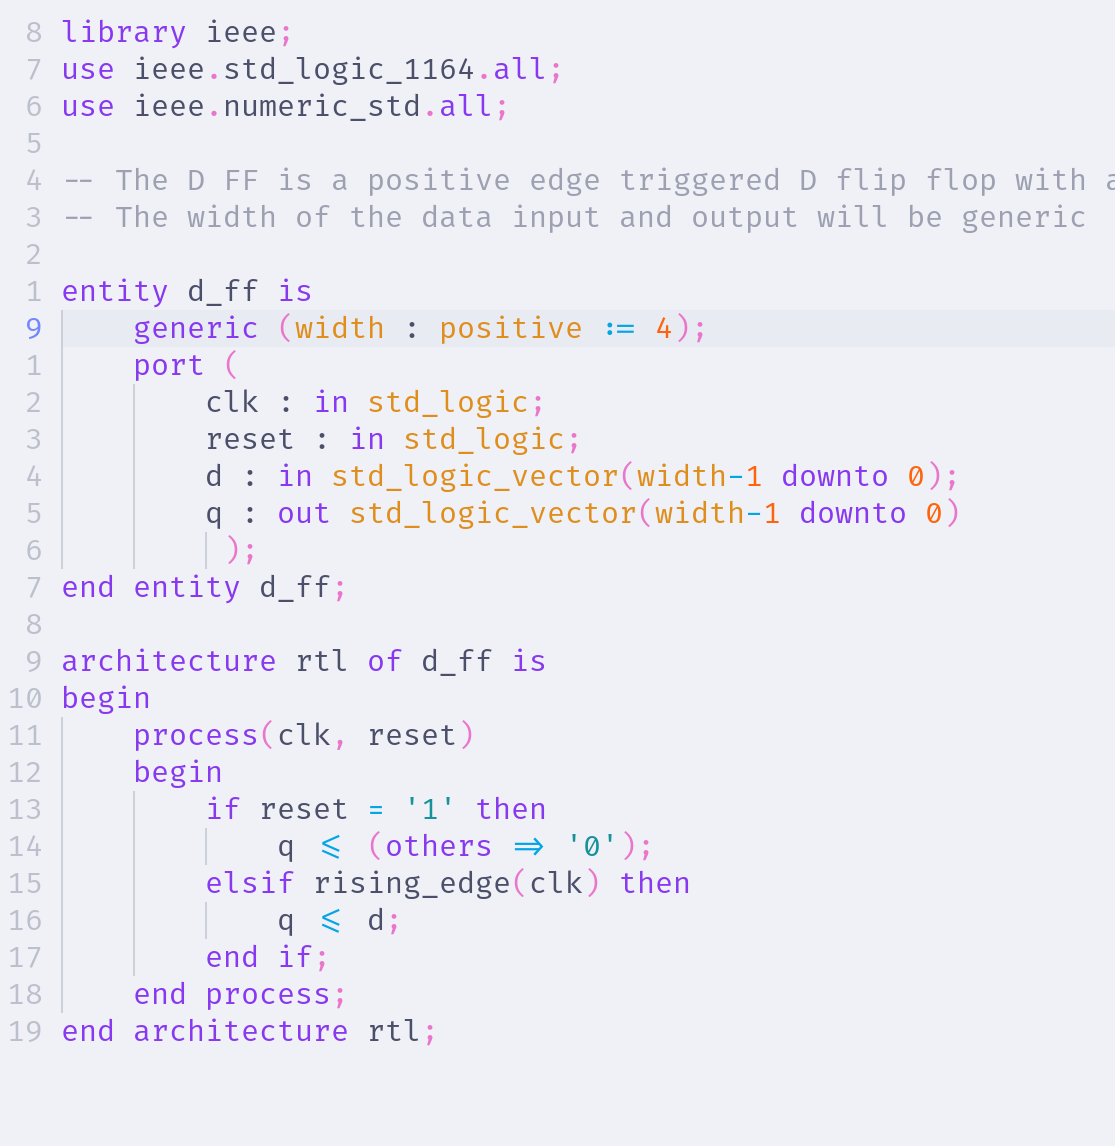 8 library ieee;
7 use ieee.std_logic_1164.all;
6 use ieee.numeric_std.all;
5
4 -- The D FF is a positive edge triggered D flip flop with
3 -- The width of the data input and output will be generic
2
1 entity d_ff is
9     generic (width : positive := 4);
1     port (
2         clk : in std_logic;
3         reset : in std_logic;
4         d : in std_logic_vector(width-1 downto 0);
5         q : out std_logic_vector(width-1 downto 0)
6          );
7 end entity d_ff;
8
9 architecture rtl of d_ff is
10 begin
11     process(clk, reset)
12     begin
13         if reset = '1' then
14             q <= (others => '0');
15         elsif rising_edge(clk) then
16             q <= d;
17         end if;
18     end process;
19 end architecture rtl;